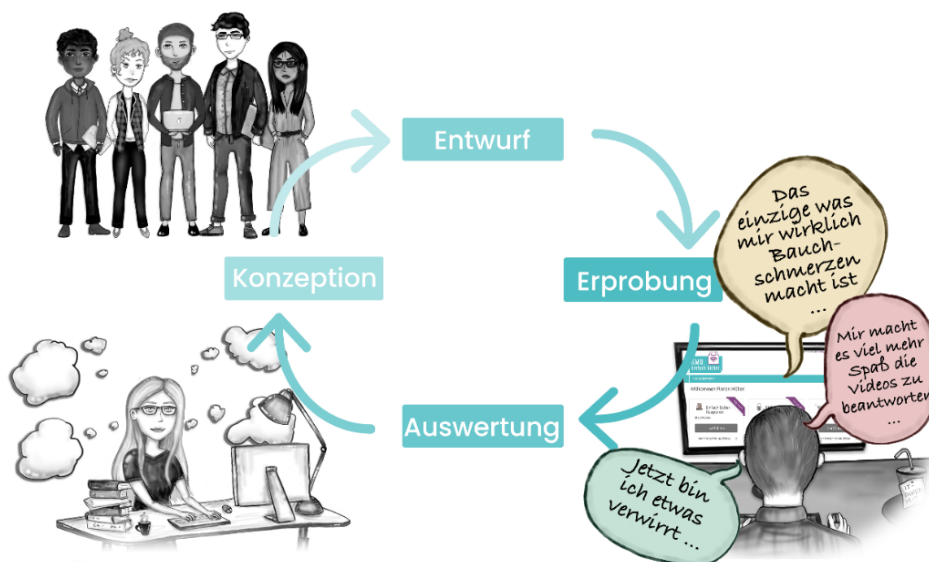 Entwurf
Das
einzige was
mir wirklich
Bauch-
schmerzen
macht ist
...
Konzeption
Erprobung
Mir macht
es viel mehr
Spaß die
videos zu
beantworten
...
Auswertung
Jetzt bin
ich etwas
verwirrt ...